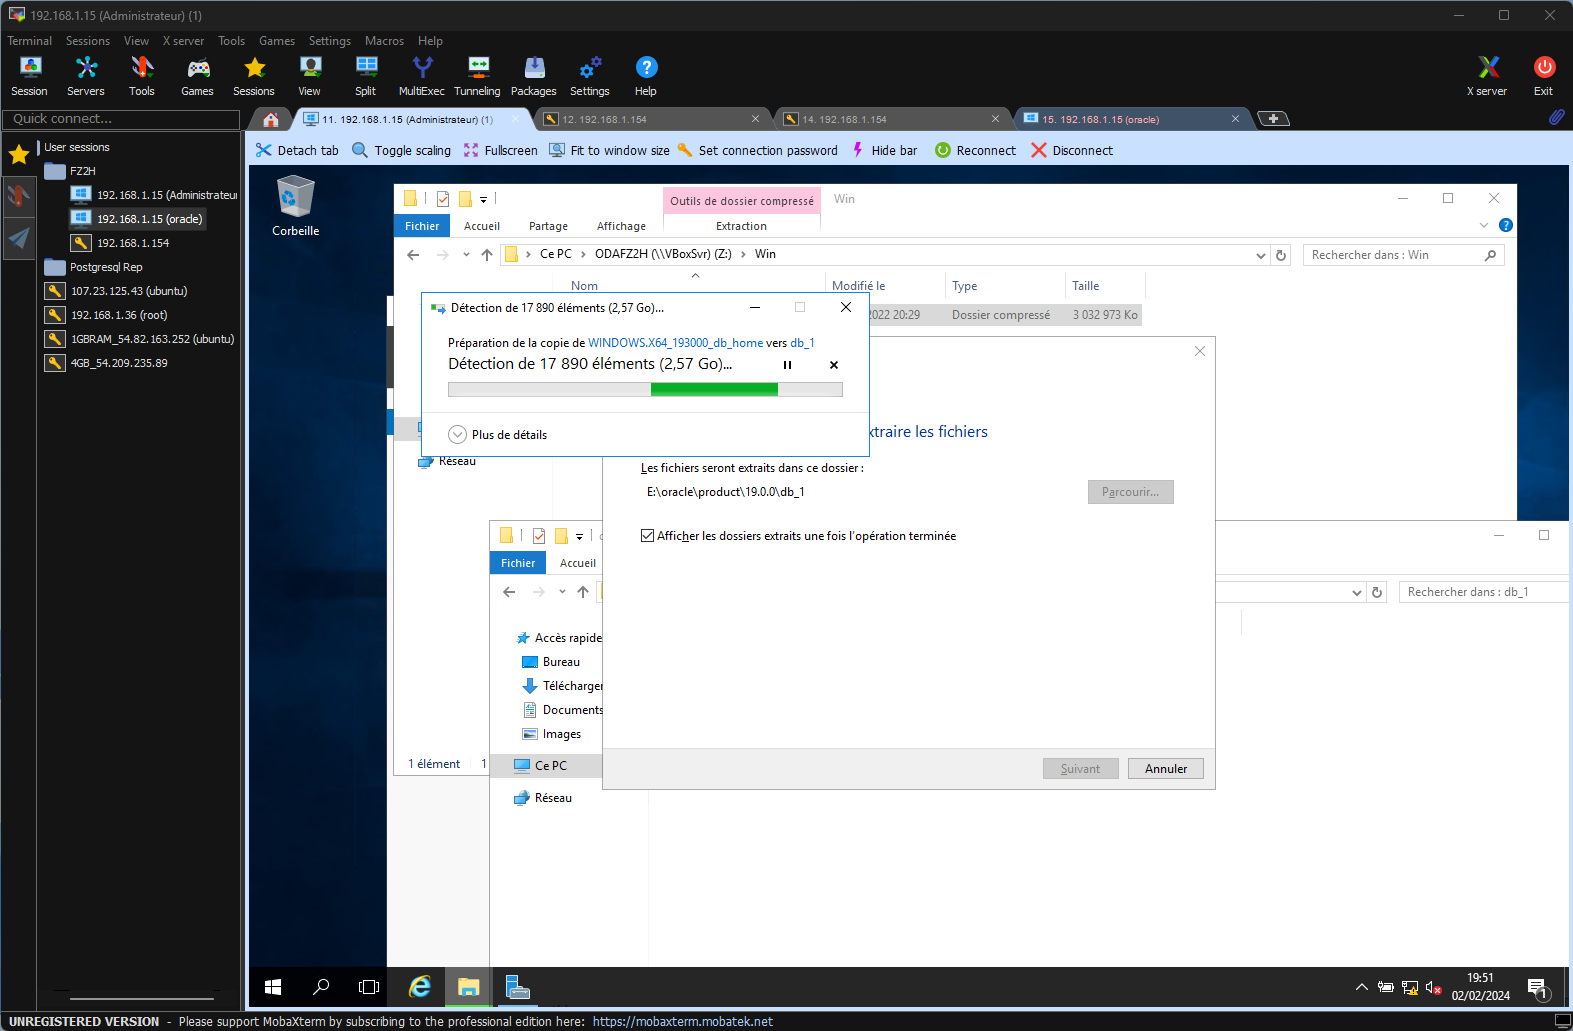 192.168.1.15 (Administrateur) (1)
Terminal Sessions View X server Tools Games Settings Macros Help
Session Servers Tools Games Sessions View Split MultiExec Tunneling Packages Settings Help X server Exit
Quick connect...
11. 192.168.1.15 (Administrateur) (1) 12. 192.168.1.154 14. 192.168.1.154 15. 192.168.1.15 (oracle)
Detach tab Toggle scaling Fullscreen Fit to window size Set connection password Hide bar Reconnect Disconnect
User sessions
FZ2H
192.168.1.15 (Administrateur
192.168.1.15 (oracle)
192.168.1.154
Postgresql Rep
107.23.125.43 (ubuntu)
192.168.1.36 (root)
1GBRAM_54.82.163.252 (ubuntu)
4GB_54.209.235.89
Corbeille
Outils de dossier compressé Win
Fichier Accueil Partage Affichage Extraction
Ce PC ODAFZ2H (\\VBoxSvr) (Z:) Win
Rechercher dans : Win
Nom Modifié le Type Taille
2022 20:29 Dossier compressé 3 032 973 Ko
Détection de 17 890 éléments (2,57 Go)...
Préparation de la copie de WINDOWS.X64_193000_db_home vers db_1
Détection de 17 890 éléments (2,57 Go)...
Plus de détails
Réseau
1 élément 1
xtraire les fichiers
Les fichiers seront extraits dans ce dossier :
E:\oracle\product\19.0.0\db_1
Parcourir...
Afficher les dossiers extraits une fois l'opération terminée
Suivant Annuler
Fichier Accueil
Rechercher dans : db_1
Accès rapide
Bureau
Télécharger
Documents
Images
Ce PC
Réseau
19:51
02/02/2024
1
UNREGISTERED VERSION - Please support MobaXterm by subscribing to the professional edition here: https://mobaxterm.mobatek.net